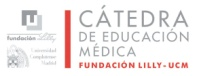 fundación Lilly
Universidad
Complutense
Madrid
CÁTEDRA
DE EDUCACIÓN
MÉDICA
FUNDACIÓN LILLY - UCM